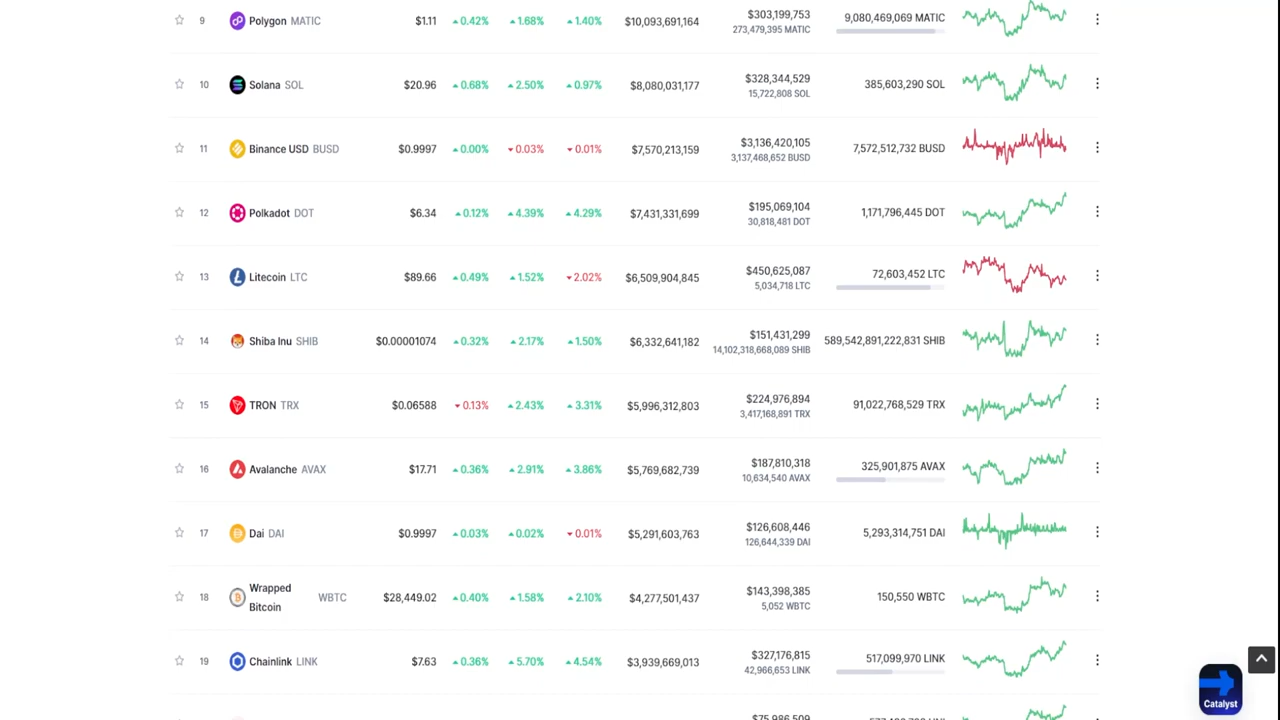 9 Polygon MATIC $1.11 0.42% 1.68% 1.40% $10,093,691,164 $303,199,753 9,080,469,069 MATIC
273,479,395 MATIC
10 Solana SOL $20.96 0.68% 2.50% 0.97% $8,080,031,177 $328,344,529 385,603,290 SOL
15,722,808 SOL
11 Binance USD BUSD $0.9997 0.00% 0.03% 0.01% $7,570,213,159 $3,136,420,105 7,572,512,732 BUSD
3,137,468,652 BUSD
12 Polkadot DOT $6.34 0.12% 4.39% 4.29% $7,431,331,699 $195,069,104 1,171,796,445 DOT
30,818,481 DOT
13 Litecoin LTC $89.66 0.49% 1.52% 2.02% $6,509,904,845 $450,625,087 72,603,452 LTC
5,034,718 LTC
14 Shiba Inu SHIB $0.00001074 0.32% 2.17% 1.50% $6,332,641,182 $151,431,299 589,542,891,222,831 SHIB
14,102,318,668,089 SHIB
15 TRON TRX $0.06588 0.13% 2.43% 3.31% $5,996,312,803 $224,976,894 91,022,768,529 TRX
3,417,168,891 TRX
16 Avalanche AVAX $17.71 0.36% 2.91% 3.86% $5,769,682,739 $187,810,318 325,901,875 AVAX
10,634,540 AVAX
17 Dai DAI $0.9997 0.03% 0.02% 0.01% $5,291,603,763 $126,608,446 5,293,314,751 DAI
126,644,339 DAI
18 Wrapped Bitcoin WBTC $28,449.02 0.40% 1.58% 2.10% $4,277,501,437 $143,398,385 150,550 WBTC
5,052 WBTC
19 Chainlink LINK $7.63 0.36% 5.70% 4.54% $3,939,669,013 $327,176,815 517,099,970 LINK
42,966,653 LINK
Catalyst